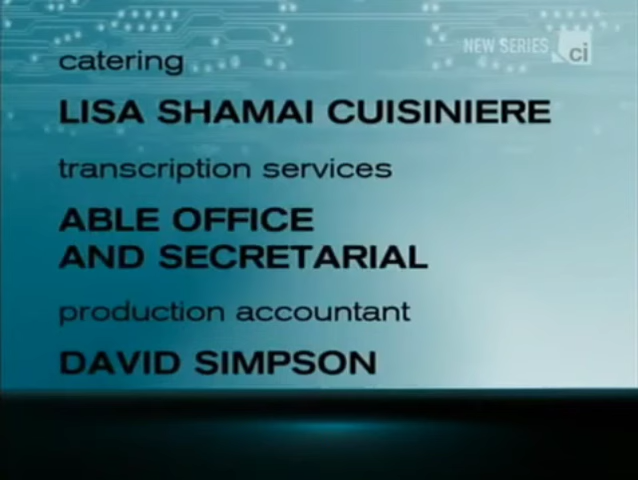 NEW SERIES ci
catering
LISA SHAMAI CUISINIERE
transcription services
ABLE OFFICE
AND SECRETARIAL
production accountant
DAVID SIMPSON